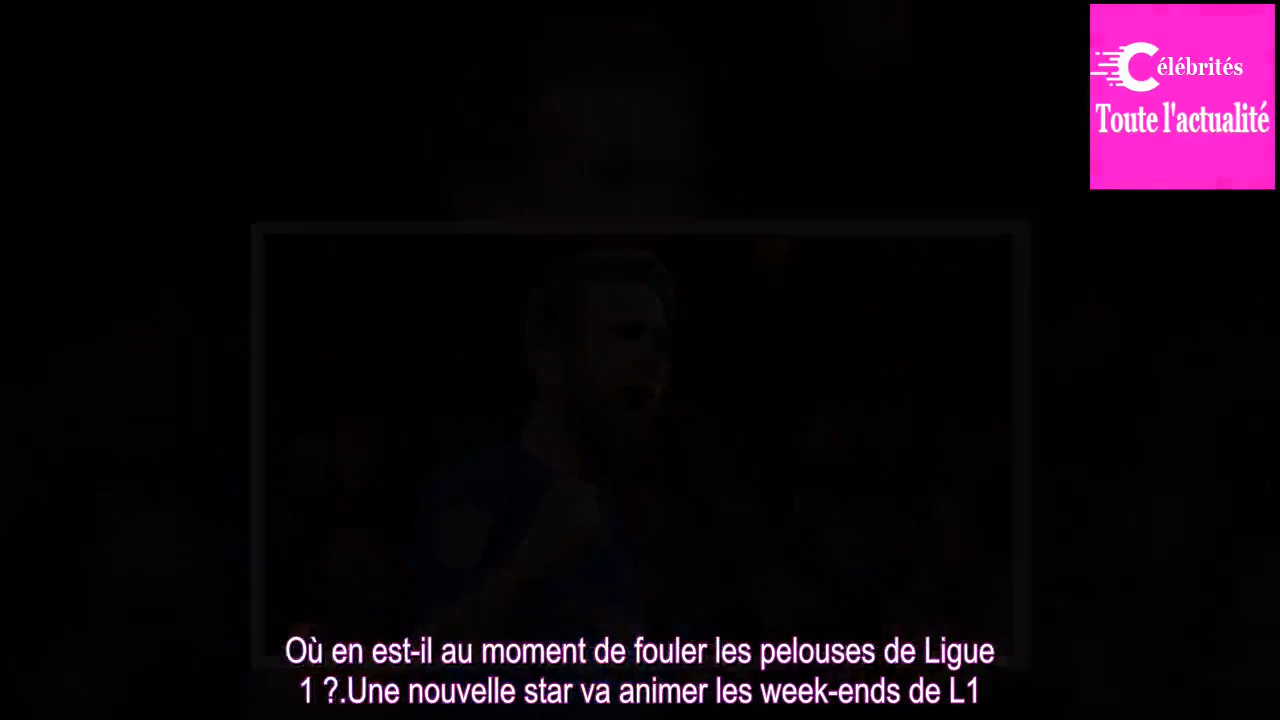 Célébrités
Toute l'actualité
Où en est-il au moment de fouler les pelouses de Ligue
1 ?.Une nouvelle star va animer les week-ends de L1